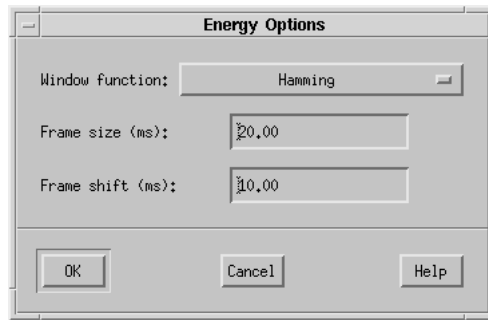 Energy Options
Window function: Hamming
Frame size (ms): 20.00
Frame shift (ms): 10.00
OK Cancel Help